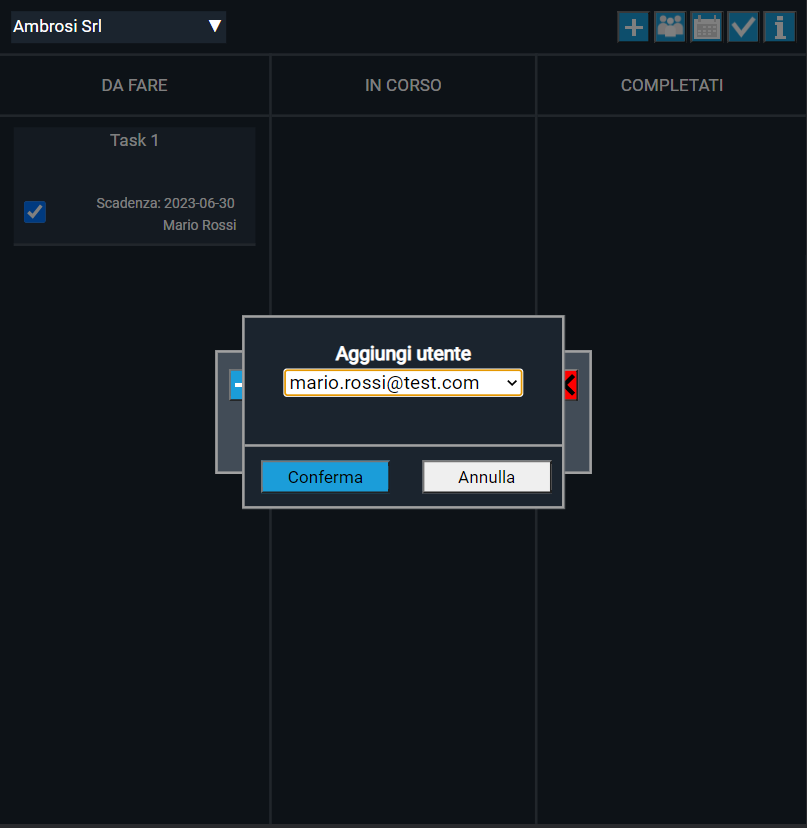 Ambrosi Srl
DA FARE
IN CORSO
COMPLETATI
Task 1
Scadenza: 2023-06-30
Mario Rossi
Aggiungi utente
mario.rossi@test.com
Conferma
Annulla